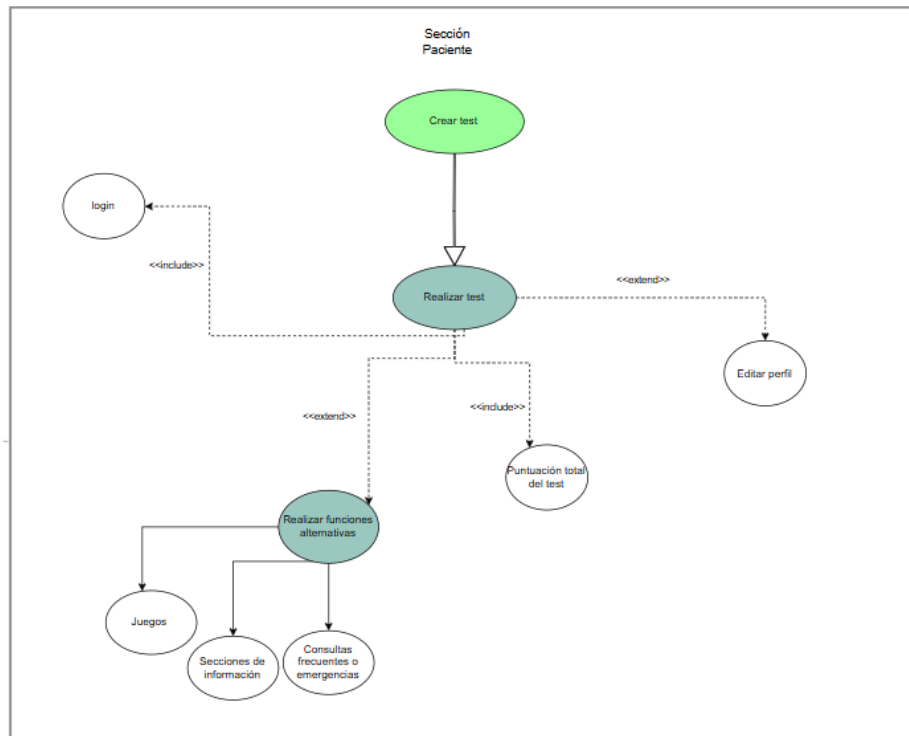 Sección
Paciente
Crear test
login
<<include>>
Realizar test
<<extend>>
Editar perfil
<<extend>>
<<include>>
Puntuación total
del test
Realizar funciones
alternativas
Juegos
Secciones de
información
Consultas
frecuentes o
emergencias